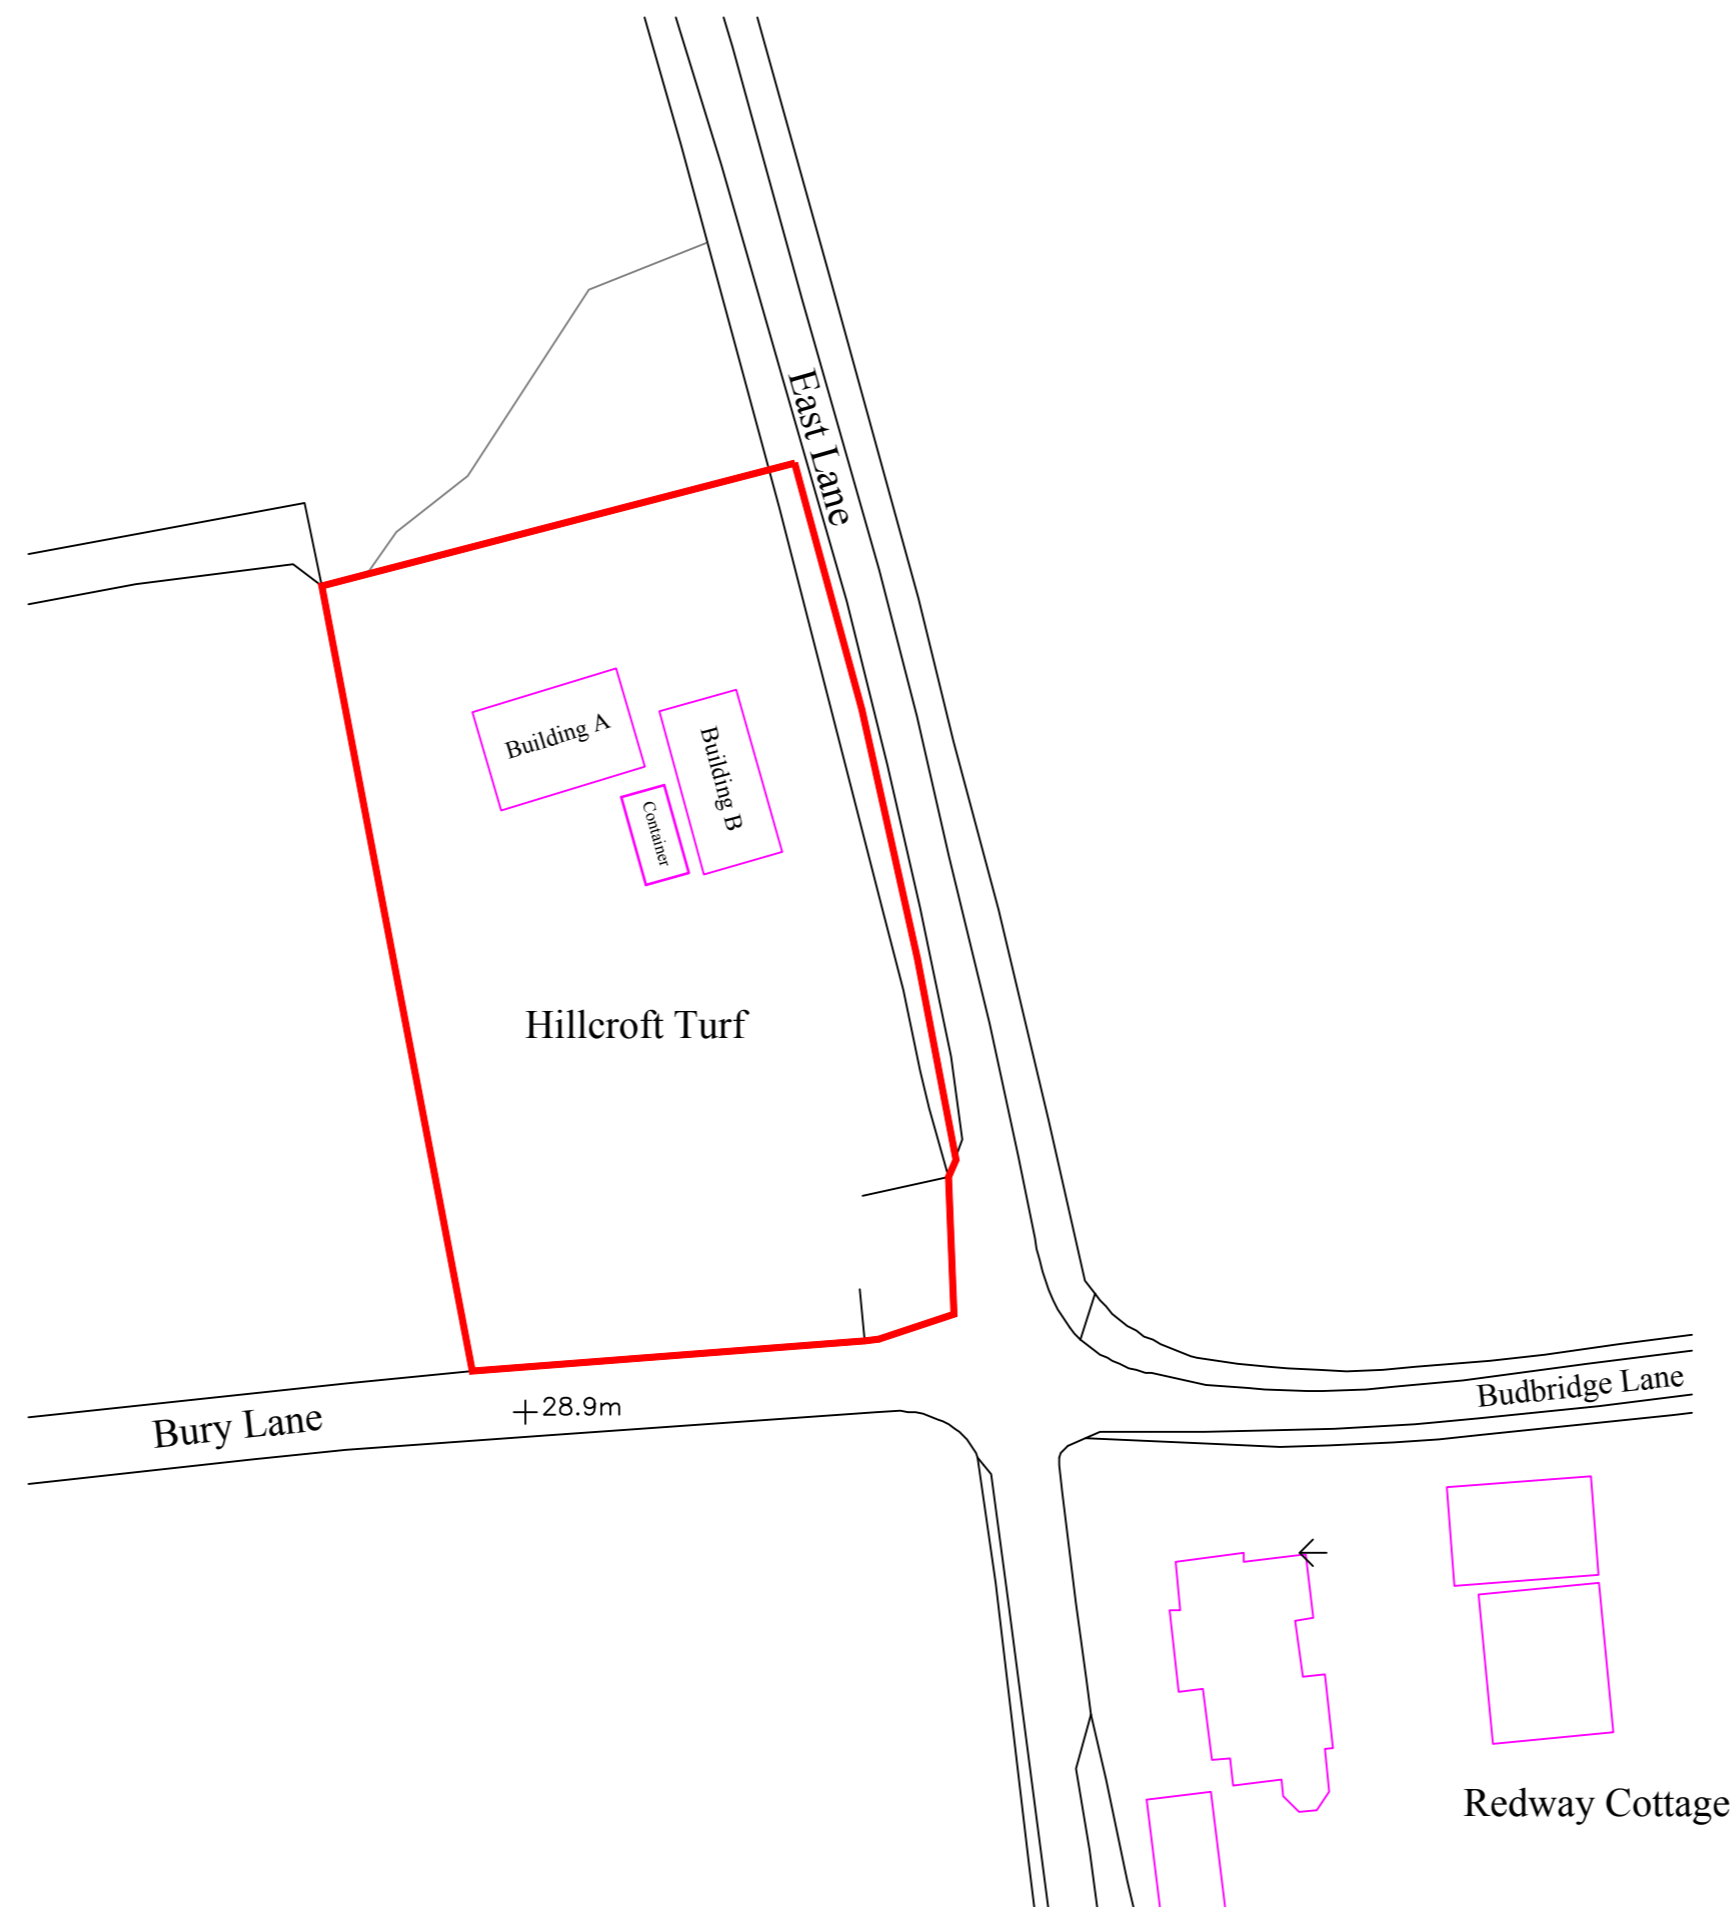 East Lane
Building A
Building B
Container
Hillcroft Turf
Budbridge Lane
28.9m
Bury Lane
Redway Cottage